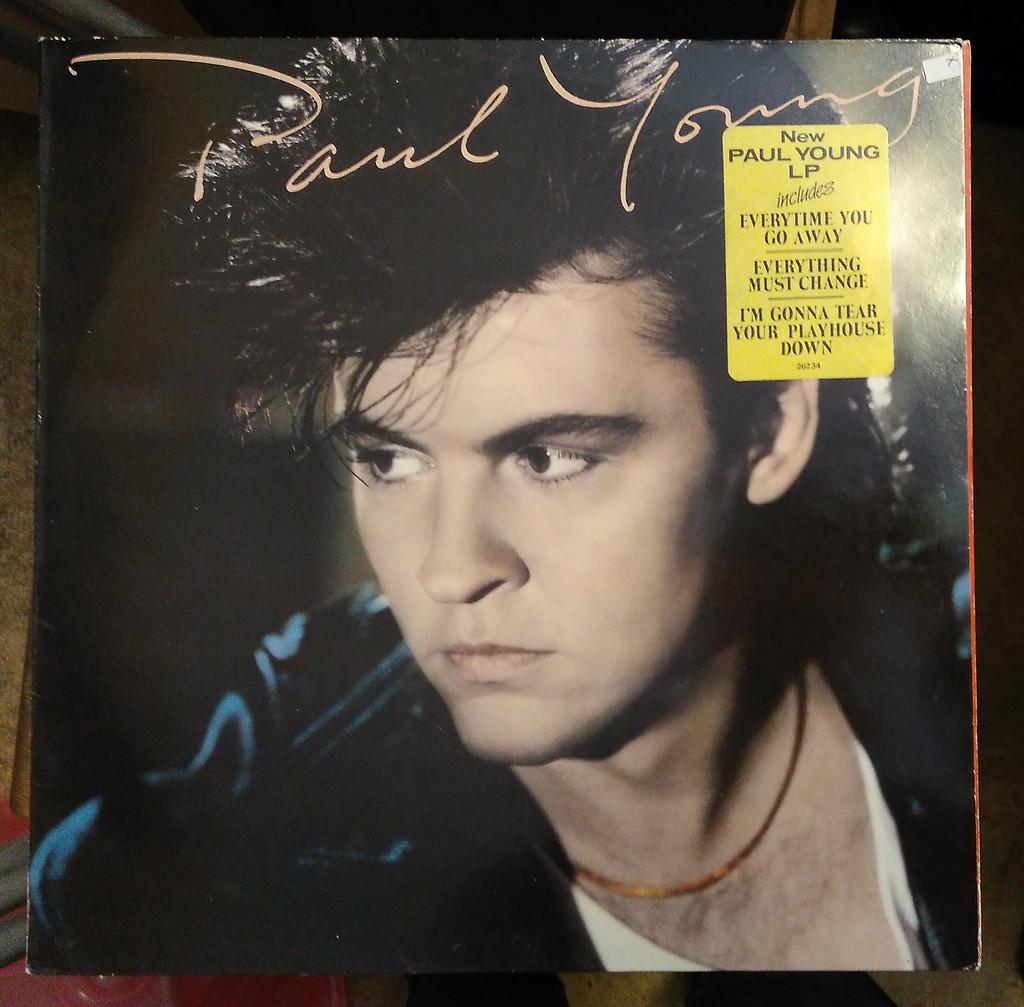 Paul Young
New
PAUL YOUNG
LP
includes
EVERYTIME YOU
GO AWAY
EVERYTHING
MUST CHANGE
I'M GONNA TEAR
YOUR PLAYHOUSE
DOWN
26234